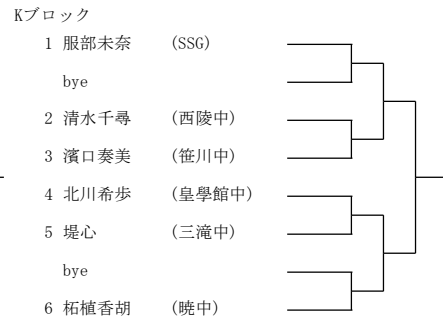 Kブロック
1 服部未奈 (SSG)
bye
2 清水千尋 (西陵中)
3 濱口奏美 (笹川中)
4 北川希歩 (皇學館中)
5 堤心 (三滝中)
bye
6 柘植香胡 (暁中)